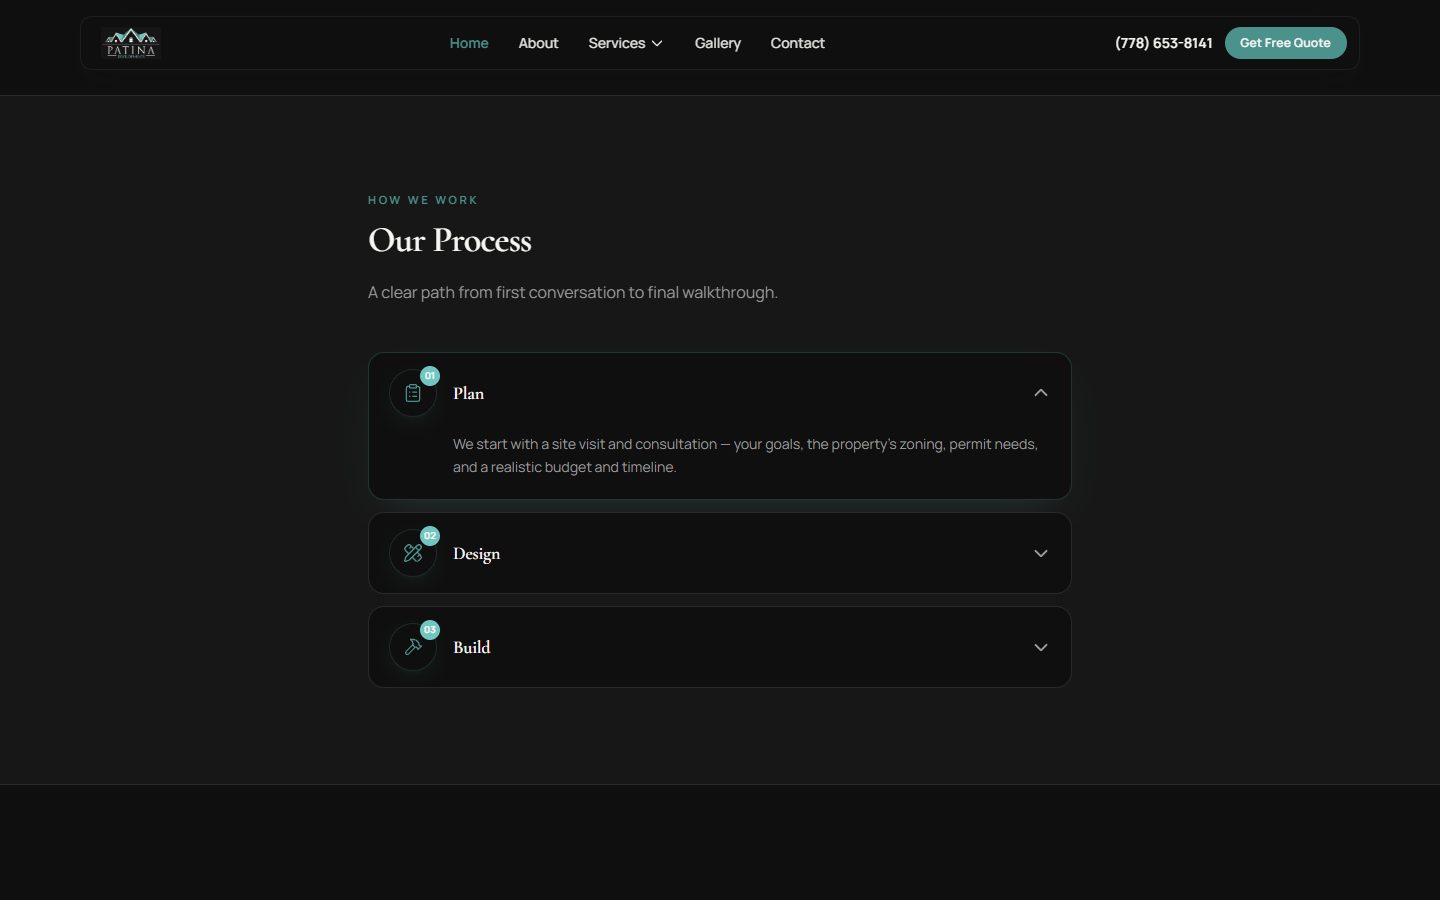 PATINA
Home
About
Services
Gallery
Contact
(778) 653-8141
Get Free Quote
HOW WE WORK
Our Process
A clear path from first conversation to final walkthrough.
01
Plan
We start with a site visit and consultation — your goals, the property's zoning, permit needs,
and a realistic budget and timeline.
02
Design
03
Build